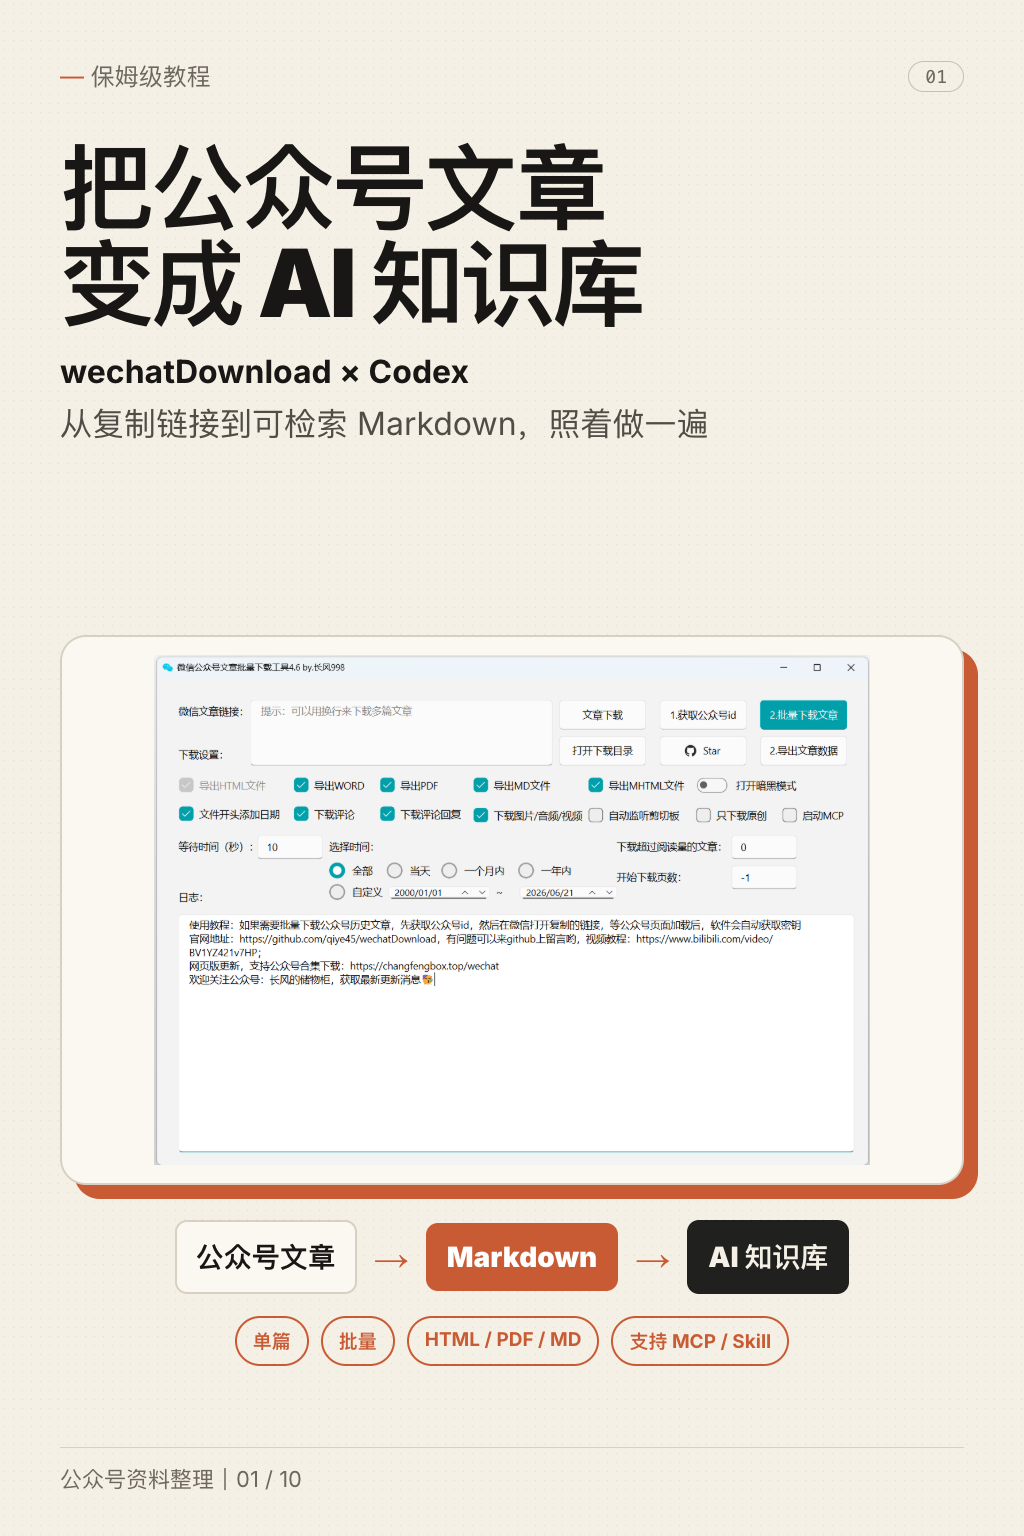 保姆级教程
01
把公众号文章
变成 AI 知识库
wechatDownload × Codex
从复制链接到可检索 Markdown，照着做一遍
微信公众号文章批量下载工具4.6 by.长风998
微信文章链接：
提示：可以用换行来下载多篇文章
文章下载
1.获取公众号id
2.批量下载文章
下载设置：
打开下载目录
Star
2.导出文章数据
导出HTML文件 导出WORD 导出PDF 导出MD文件 导出MHTML文件 打开暗黑模式
文件开头添加日期 下载评论 下载评论回复 下载图片/音频/视频 自动监听剪切板 只下载原创 启动MCP
等待时间（秒）： 10 选择时间： 下载超过阅读量的文章： 0
全部 当天 一个月内 一年内 开始下载页数： -1
自定义 2000/01/01 ~ 2026/06/21
日志：
使用教程：如果需要批量下载公众号历史文章，先获取公众号id，然后在微信打开复制的链接，等公众号页面加载后，软件会自动获取密钥
官网地址：https://github.com/qiye45/wechatDownload，有问题可以来github上留言哟，视频教程：https://www.bilibili.com/video/
BV1YZ421v7HP；
网页版更新，支持公众号合集下载：https://changfengbox.top/wechat
欢迎关注公众号：长风的储物柜，获取最新更新消息
公众号文章 → Markdown → AI 知识库
单篇 批量 HTML / PDF / MD 支持 MCP / Skill
公众号资料整理｜01 / 10